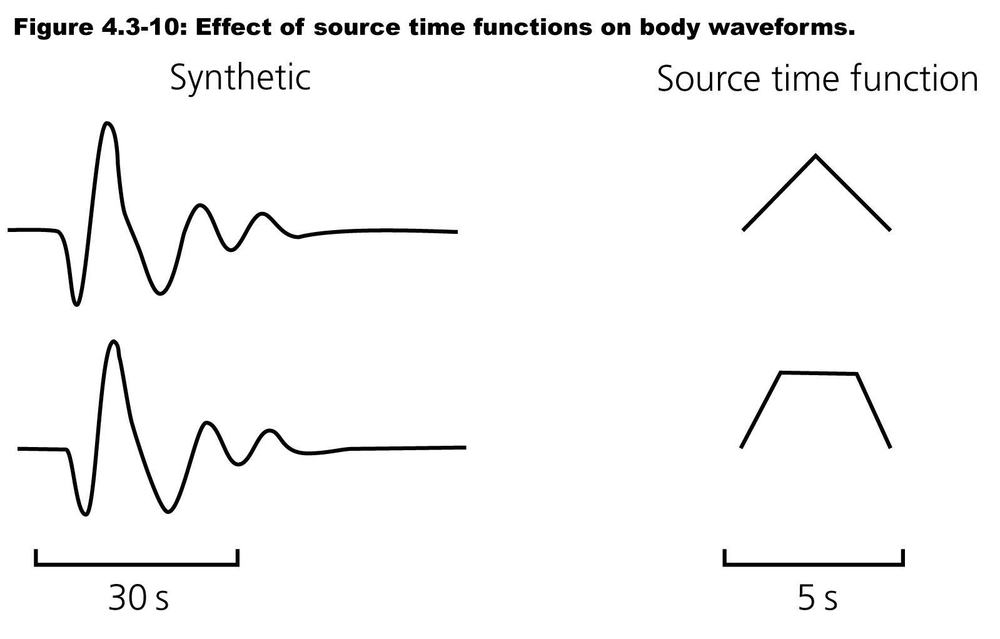 Figure 4.3-10: Effect of source time functions on body waveforms.
Synthetic
Source time function
30 s
5 s